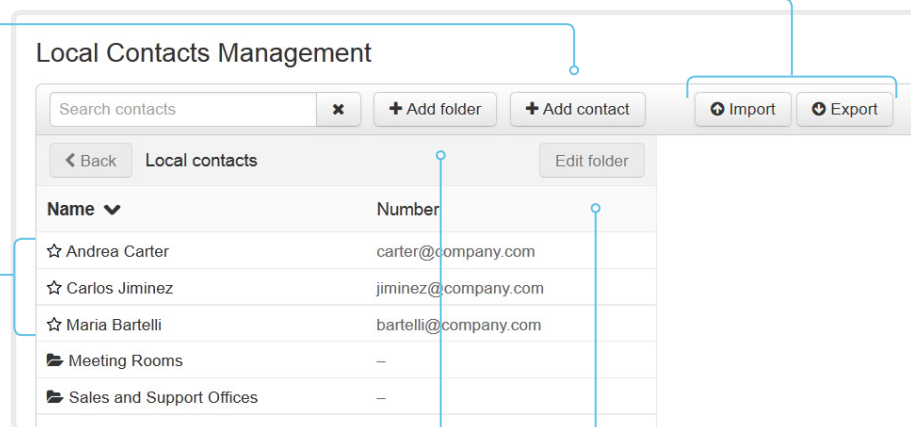 Local Contacts Management
Search contacts Add folder Add contact Import Export
Back Local contacts Edit folder
Name Number
Andrea Carter carter@company.com
Carlos Jiminez jiminez@company.com
Maria Bartelli bartelli@company.com
Meeting Rooms –
Sales and Support Offices –